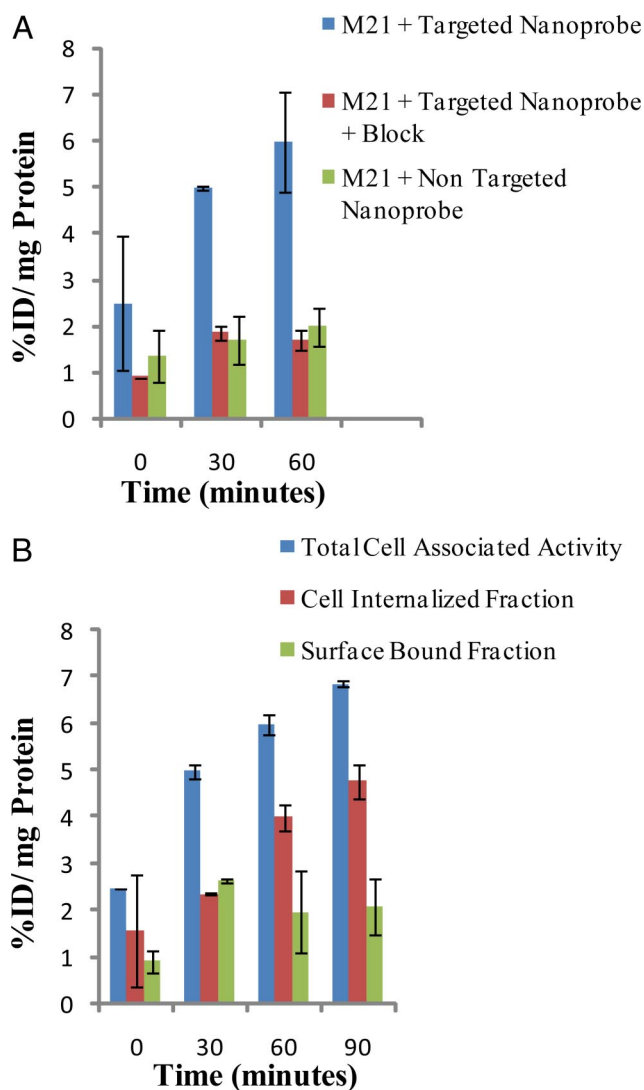 A
M21 + Targeted Nanoprobe
M21 + Targeted Nanoprobe
+ Block
M21 + Non Targeted
Nanoprobe
%ID/ mg Protein
8
7
6
5
4
3
2
1
0
0 30 60
Time (minutes)
B
Total Cell Associated Activity
Cell Internalized Fraction
Surface Bound Fraction
%ID/ mg Protein
8
7
6
5
4
3
2
1
0
0 30 60 90
Time (minutes)